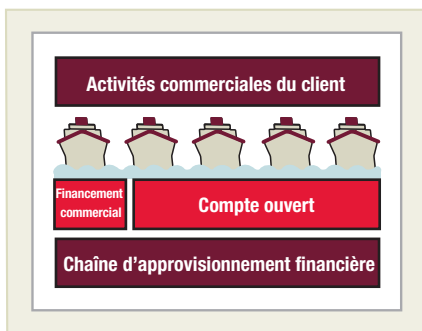 Activités commerciales du client
Financement
commercial
Compte ouvert
Chaîne d'approvisionnement financière